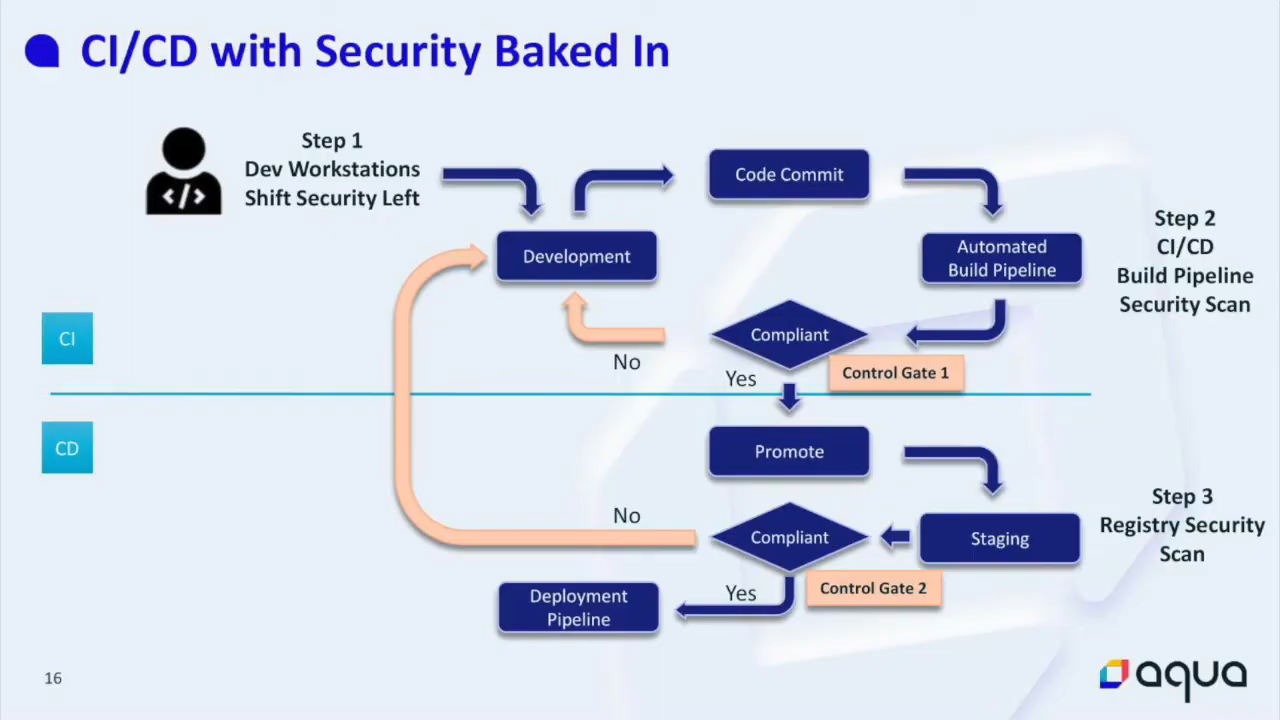 CI/CD with Security Baked In
Step 1
Dev Workstations
Shift Security Left
</>
Code Commit
Development
Automated
Build Pipeline
Step 2
CI/CD
Build Pipeline
Security Scan
CI
Compliant
No
Control Gate 1
Yes
CD
Promote
Step 3
Registry Security
Scan
No
Compliant
Staging
Control Gate 2
Yes
Deployment
Pipeline
16
aqua